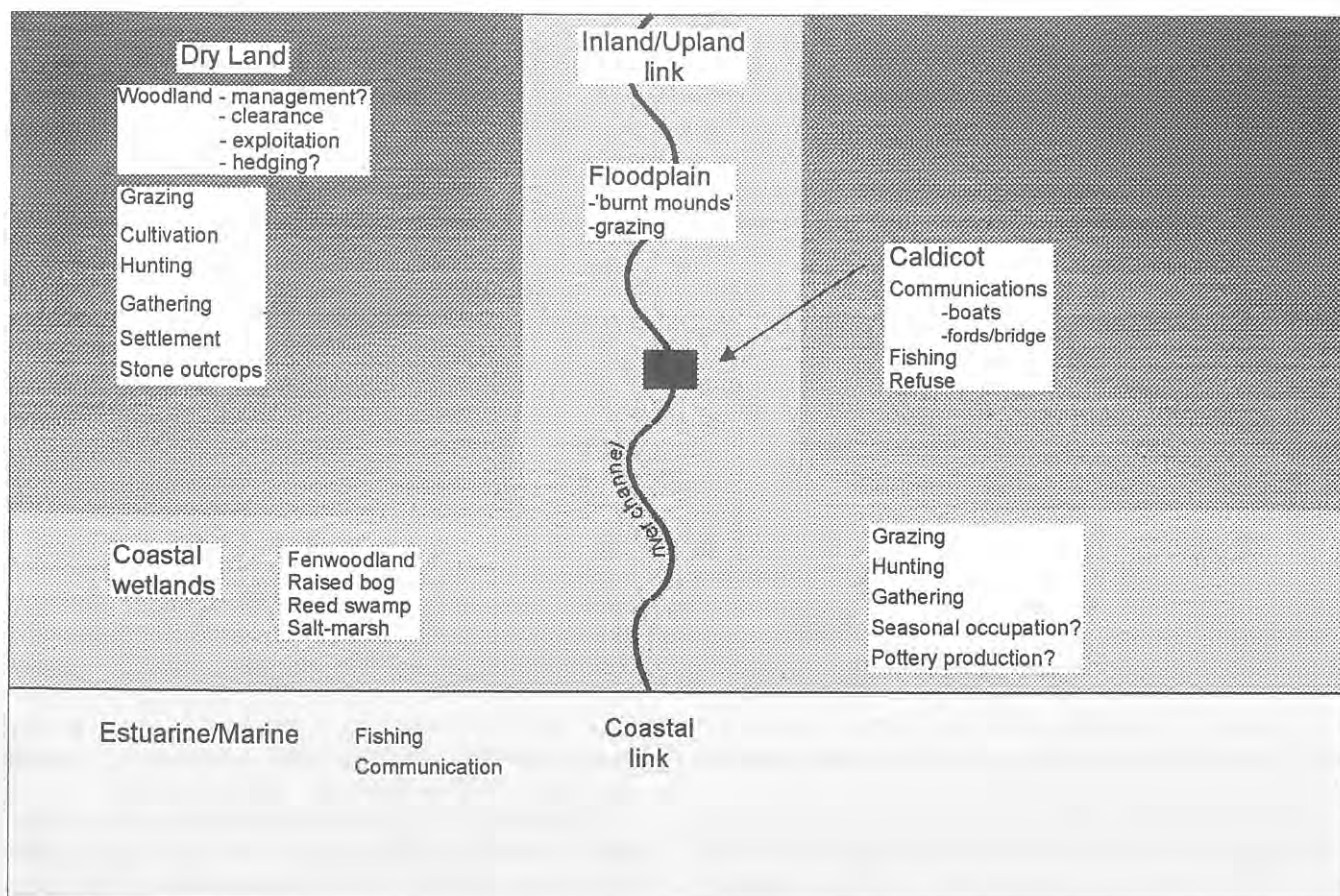 Dry Land
Woodland - management?
- clearance
- exploitation
- hedging?
Grazing
Cultivation
Hunting
Gathering
Settlement
Stone outcrops
Inland/Upland
link
Floodplain
-'burnt mounds'
-grazing
Caldicot
Communications
-boats
-fords/bridge
Fishing
Refuse
river channel
Coastal
wetlands
Fenwoodland
Raised bog
Reed swamp
Salt-marsh
Grazing
Hunting
Gathering
Seasonal occupation?
Pottery production?
Estuarine/Marine
Fishing
Communication
Coastal
link